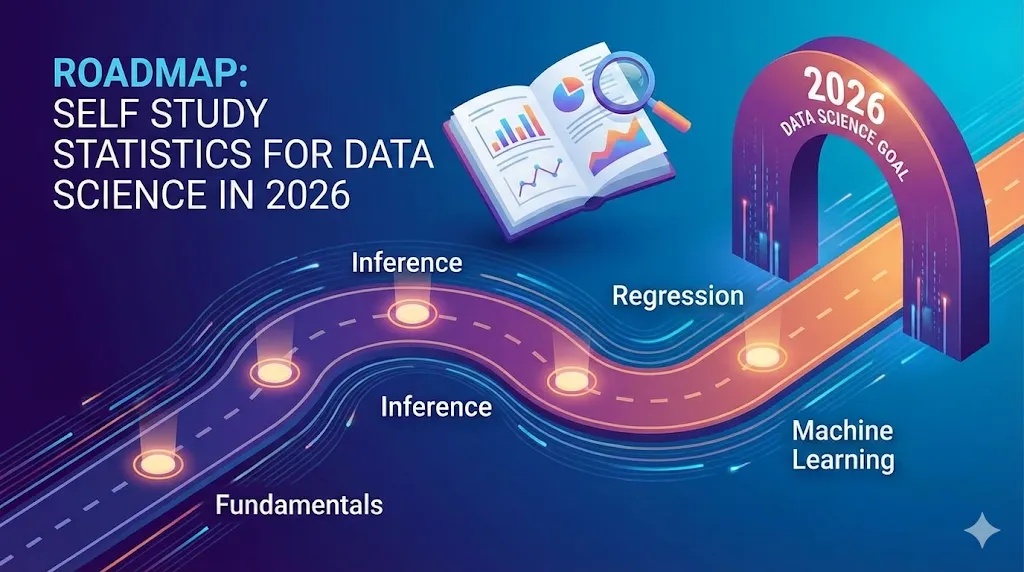 ROADMAP:
SELF STUDY
STATISTICS FOR DATA
SCIENCE IN 2026
2026
DATA SCIENCE GOAL
Inference
Regression
Inference
Machine
Learning
Fundamentals